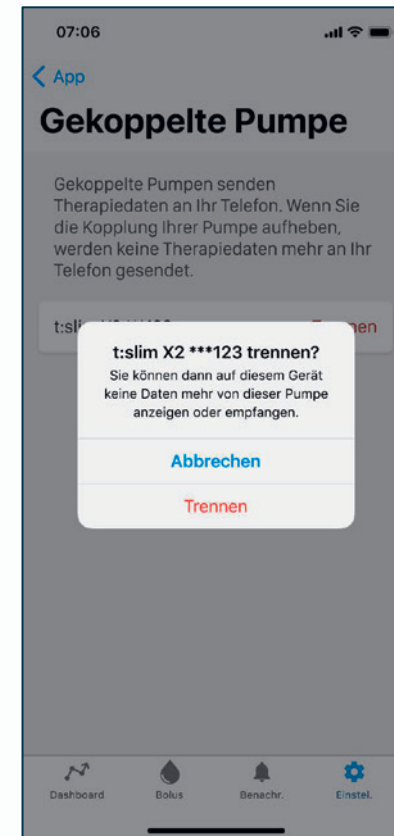 07:06
App
Gekoppelte Pumpe
Gekoppelte Pumpen senden
Therapiedaten an Ihr Telefon. Wenn Sie
die Kopplung Ihrer Pumpe aufheben,
werden keine Therapiedaten mehr an Ihr
Telefon gesendet.
t:slim X2 ***123 trennen?
Sie können dann auf diesem Gerät
keine Daten mehr von dieser Pumpe
anzeigen oder empfangen.
Abbrechen
Trennen
Dashboard Bolus Benachr. Einstel.